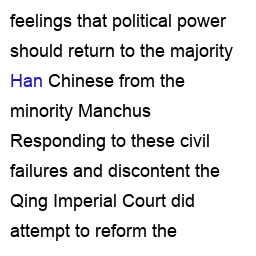 feelings that political power
should return to the majority
Han Chinese from the
minority Manchus
Responding to these civil
failures and discontent the
Qing Imperial Court did
attempt to reform the